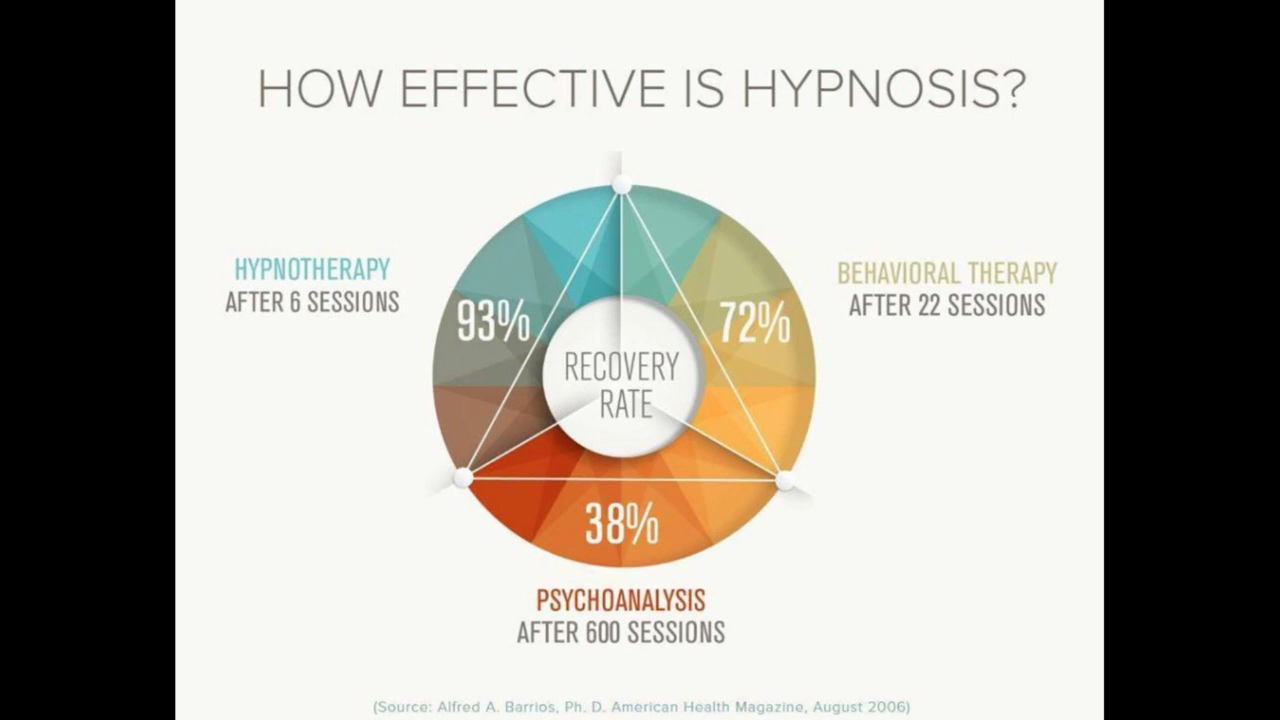 HOW EFFECTIVE IS HYPNOSIS?
HYPNOTHERAPY
AFTER 6 SESSIONS
93%
BEHAVIORAL THERAPY
AFTER 22 SESSIONS
72%
RECOVERY
RATE
38%
PSYCHOANALYSIS
AFTER 600 SESSIONS
(Source: Alfred A. Barrios, Ph. D. American Health Magazine, August 2006)